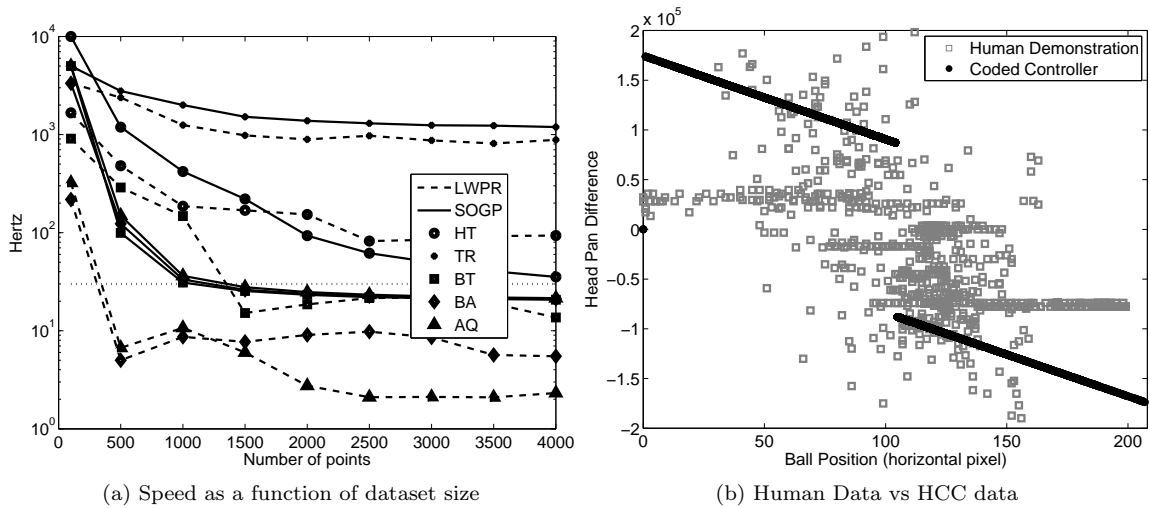 10^4
10^3
10^2
10^1
10^0
Hertz
0 500 1000 1500 2000 2500 3000 3500 4000
Number of points
LWPR
SOGP
HT
TR
BT
BA
AQ
(a) Speed as a function of dataset size
x 10^5
2
1.5
1
0.5
0
−0.5
−1
−1.5
−2
Head Pan Difference
0 50 100 150 200
Ball Position (horizontal pixel)
Human Demonstration
Coded Controller
(b) Human Data vs HCC data